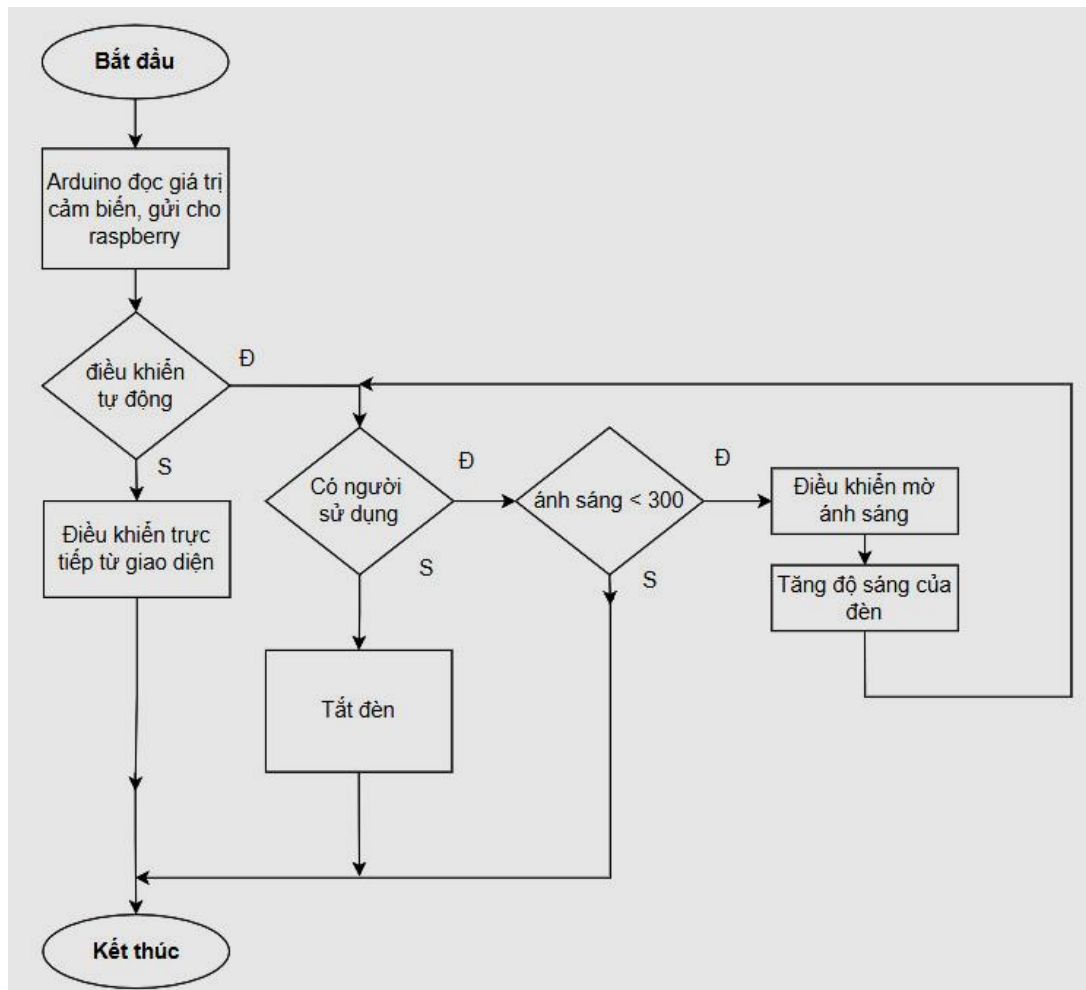 Bắt đầu
Arduino đọc giá trị
cảm biến, gửi cho
raspberry
điều khiển
tự động
Đ
S
Điều khiển trực
tiếp từ giao diện
Có người
sử dụng
Đ
S
Tắt đèn
ánh sáng < 300
Đ
S
Điều khiển mờ
ánh sáng
Tăng độ sáng của
đèn
Kết thúc